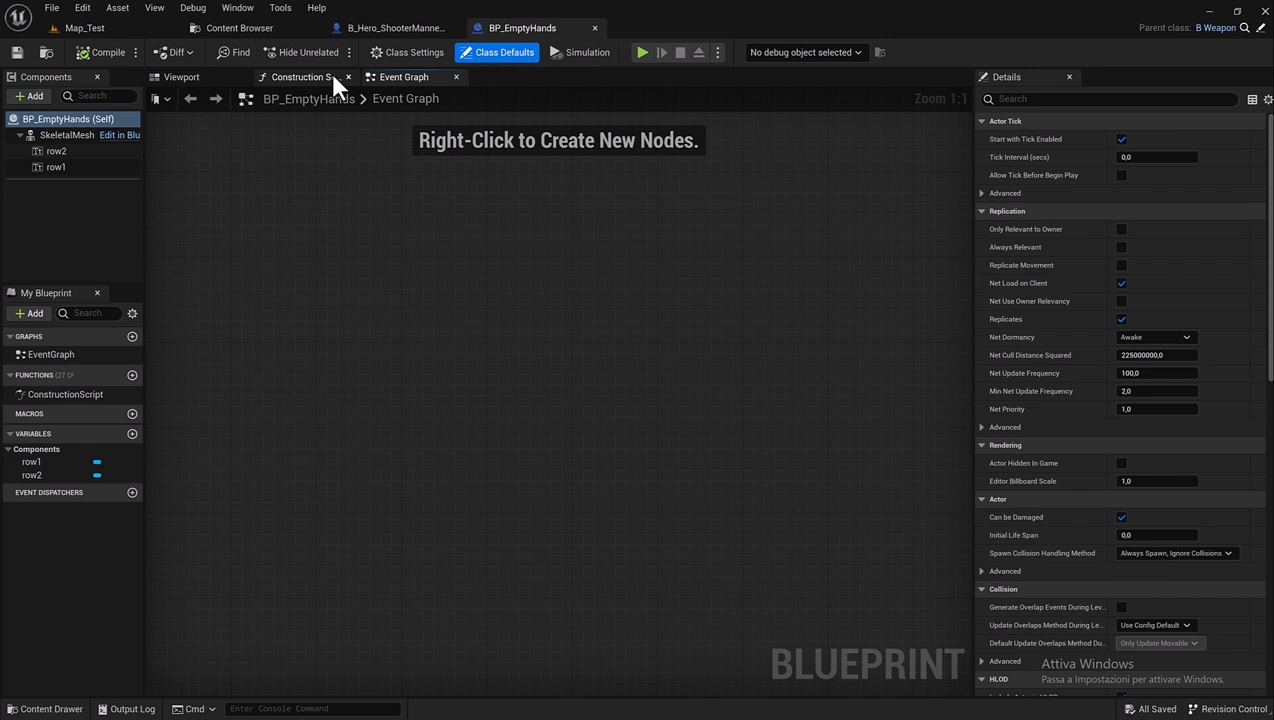 File Edit Asset View Debug Window Tools Help
Map_Test Content Browser B_Hero_ShooterManne... BP_EmptyHands Parent class: B Weapon
Compile Diff Find Hide Unrelated Class Settings Class Defaults Simulation No debug object selected
Components Viewport Construction S Event Graph Details
Add Search BP_EmptyHands Event Graph Zoom 1:1 Search
BP_EmptyHands (Self)
SkeletalMesh Edit in Blu
row2
row1
My Blueprint
Add Search
GRAPHS
EventGraph
FUNCTIONS (27 O
ConstructionScript
MACROS
VARIABLES
Components
row1
row2
EVENT DISPATCHERS
Right-Click to Create New Nodes.
BLUEPRINT
Actor Tick
Start with Tick Enabled
Tick Interval (secs) 0,0
Allow Tick Before Begin Play
Advanced
Replication
Only Relevant to Owner
Always Relevant
Replicate Movement
Net Load on Client
Net Use Owner Relevancy
Replicates
Net Dormancy Awake
Net Cull Distance Squared 225000000,0
Net Update Frequency 100,0
Min Net Update Frequency 2,0
Net Priority 1,0
Advanced
Rendering
Actor Hidden In Game
Editor Billboard Scale 1,0
Actor
Can be Damaged
Initial Life Span 0,0
Spawn Collision Handling Method Always Spawn, Ignore Collisions
Advanced
Collision
Generate Overlap Events During Lev...
Update Overlaps Method During Le... Use Config Default
Default Update Overlaps Method Du... Only Update Movable
Advanced
HLOD
Attiva Windows
Passa a Impostazioni per attivare Windows.
Content Drawer Output Log Cmd Enter Console Command All Saved Revision Control